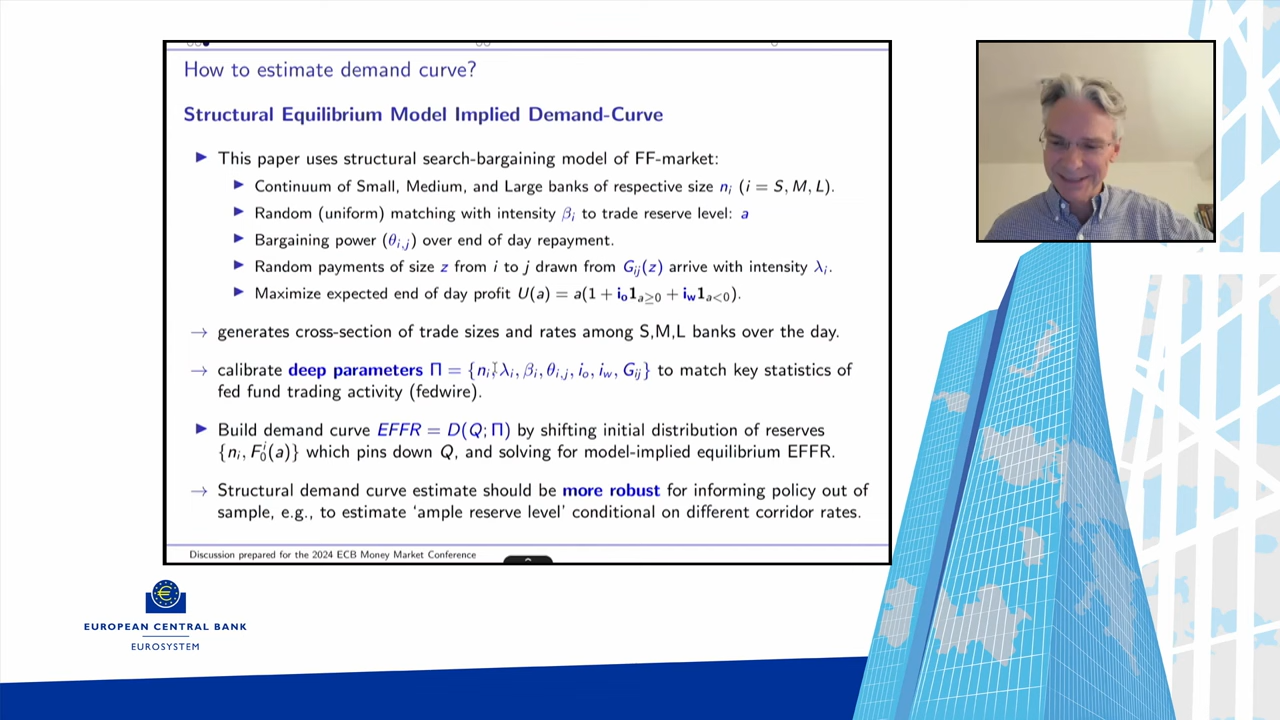 How to estimate demand curve?
Structural Equilibrium Model Implied Demand-Curve
▶ This paper uses structural search-bargaining model of FF-market:
▶ Continuum of Small, Medium, and Large banks of respective size nᵢ (i = S, M, L).
▶ Random (uniform) matching with intensity βᵢ to trade reserve level: a
▶ Bargaining power (θᵢ,ⱼ) over end of day repayment.
▶ Random payments of size z from i to j drawn from Gᵢⱼ(z) arrive with intensity λᵢ.
▶ Maximize expected end of day profit U(a) = a(1 + iₒ1ₐ≥₀ + i_w1ₐ<₀).
→ generates cross-section of trade sizes and rates among S,M,L banks over the day.
→ calibrate deep parameters Π = {nᵢ, λᵢ, βᵢ, θᵢ,ⱼ, iₒ, i_w, Gᵢⱼ} to match key statistics of
fed fund trading activity (fedwire).
▶ Build demand curve EFFR = D(Q; Π) by shifting initial distribution of reserves
{nᵢ, F₀ⁱ(a)} which pins down Q, and solving for model-implied equilibrium EFFR.
→ Structural demand curve estimate should be more robust for informing policy out of
sample, e.g., to estimate ‘ample reserve level’ conditional on different corridor rates.
Discussion prepared for the 2024 ECB Money Market Conference
EUROPEAN CENTRAL BANK
EUROSYSTEM